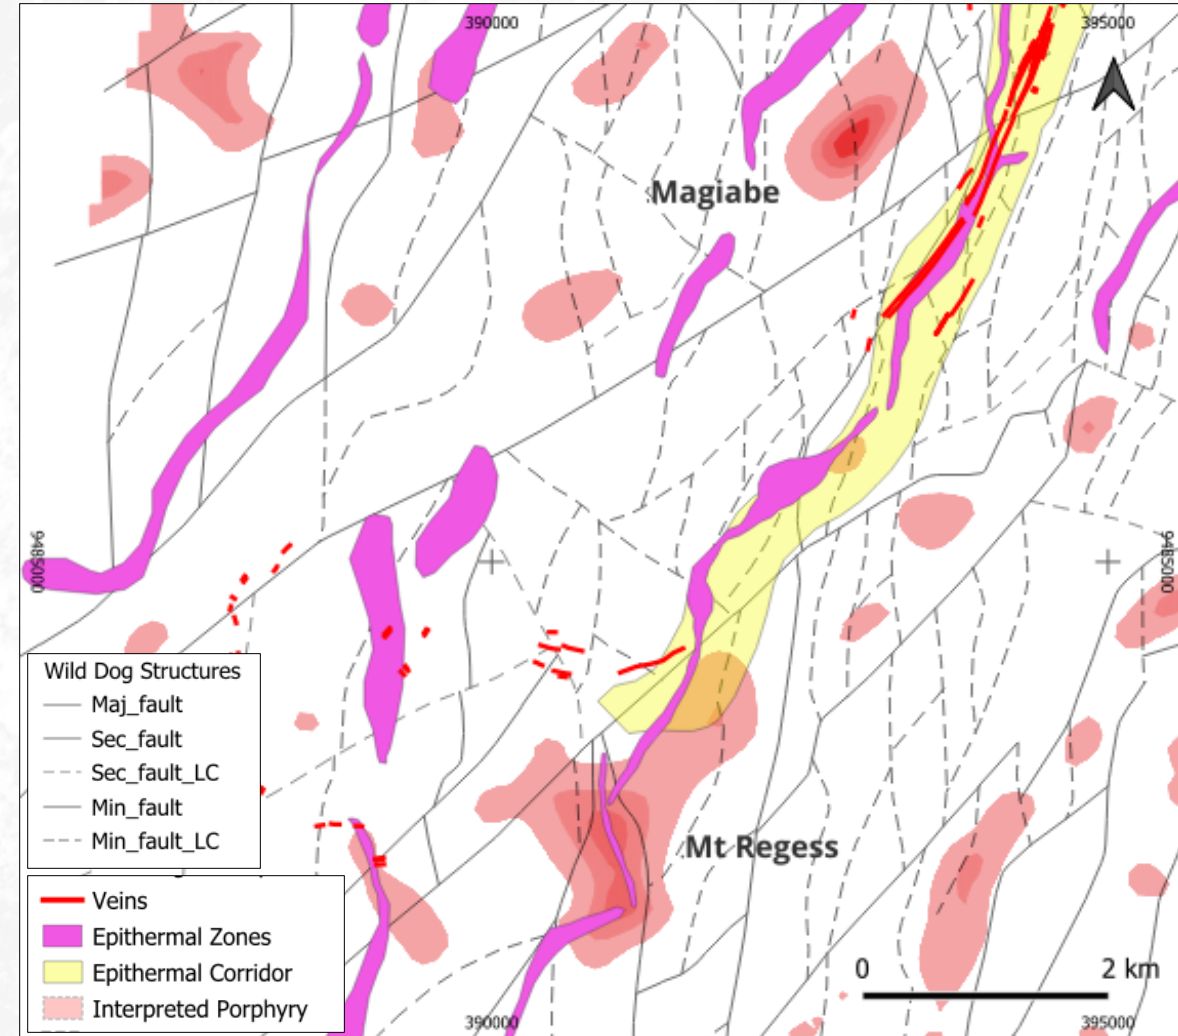 390000
395000
Magiabe
9485000
9485000
Wild Dog Structures
Maj_fault
Sec_fault
Sec_fault_LC
Min_fault
Min_fault_LC
Mt Regess
Veins
Epithermal Zones
Epithermal Corridor
Interpreted Porphyry
0 2 km
390000
395000